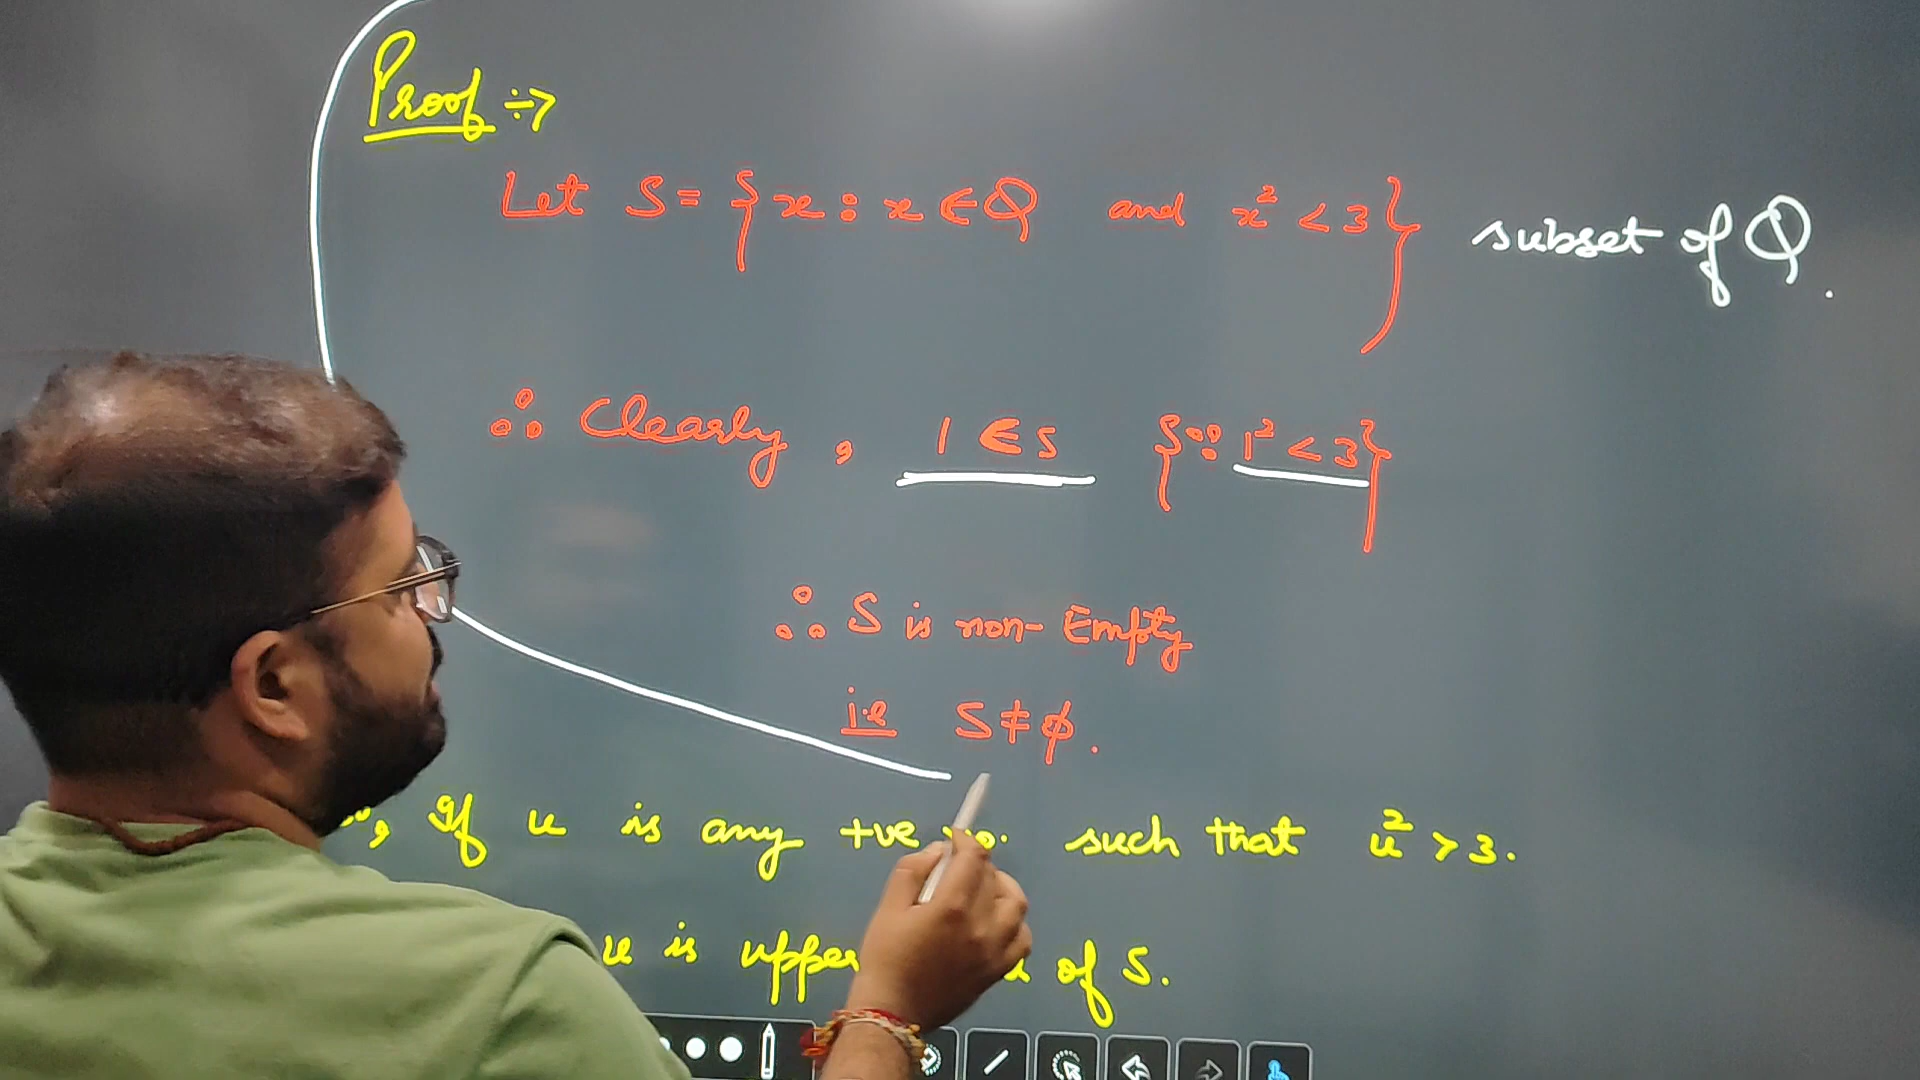 Proof :→
Let S = {x : x ∈ Q and x² < 3} subset of Q.
∴ Clearly, 1 ∈ S {∵ 1² < 3}
∴ S is non-Empty
i.e S ≠ φ.
, If u is any +ve no. such that u² > 3.
u is upper of S.